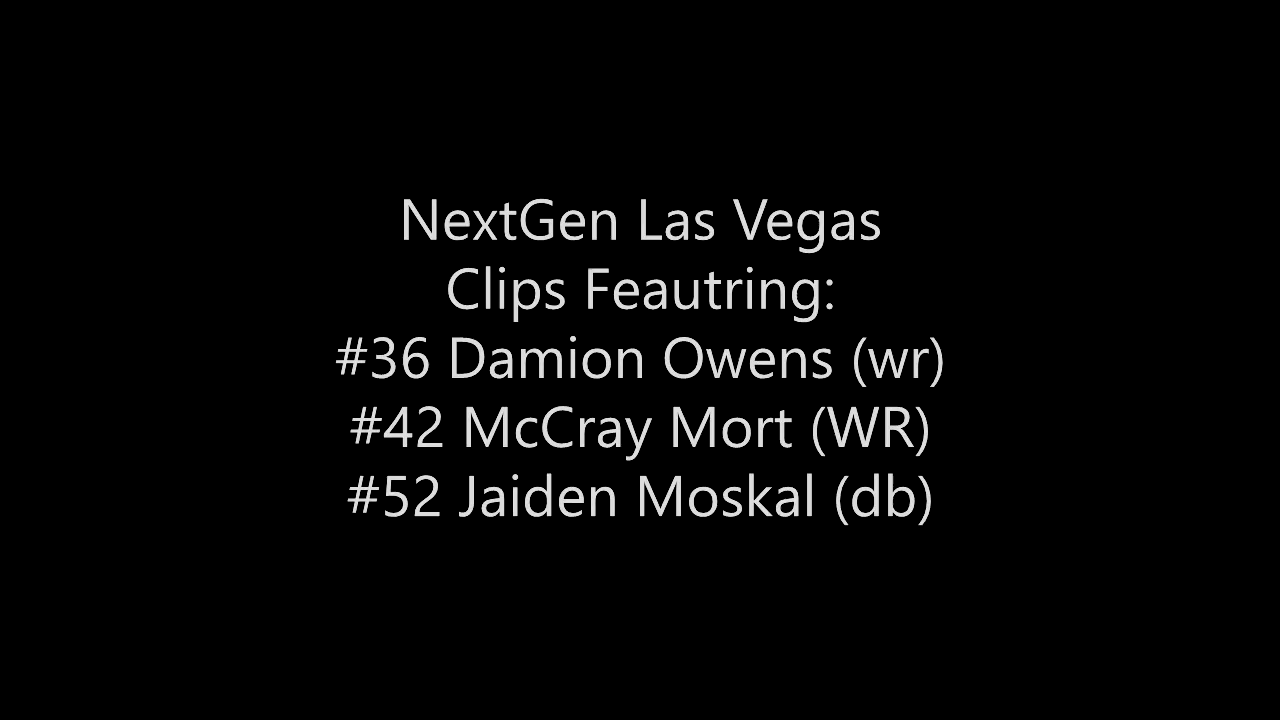 NextGen Las Vegas
Clips Feautring:
#36 Damion Owens (wr)
#42 McCray Mort (WR)
#52 Jaiden Moskal (db)